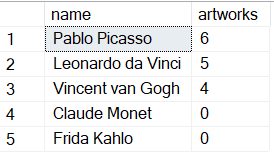 name artworks
1 Pablo Picasso 6
2 Leonardo da Vinci 5
3 Vincent van Gogh 4
4 Claude Monet 0
5 Frida Kahlo 0